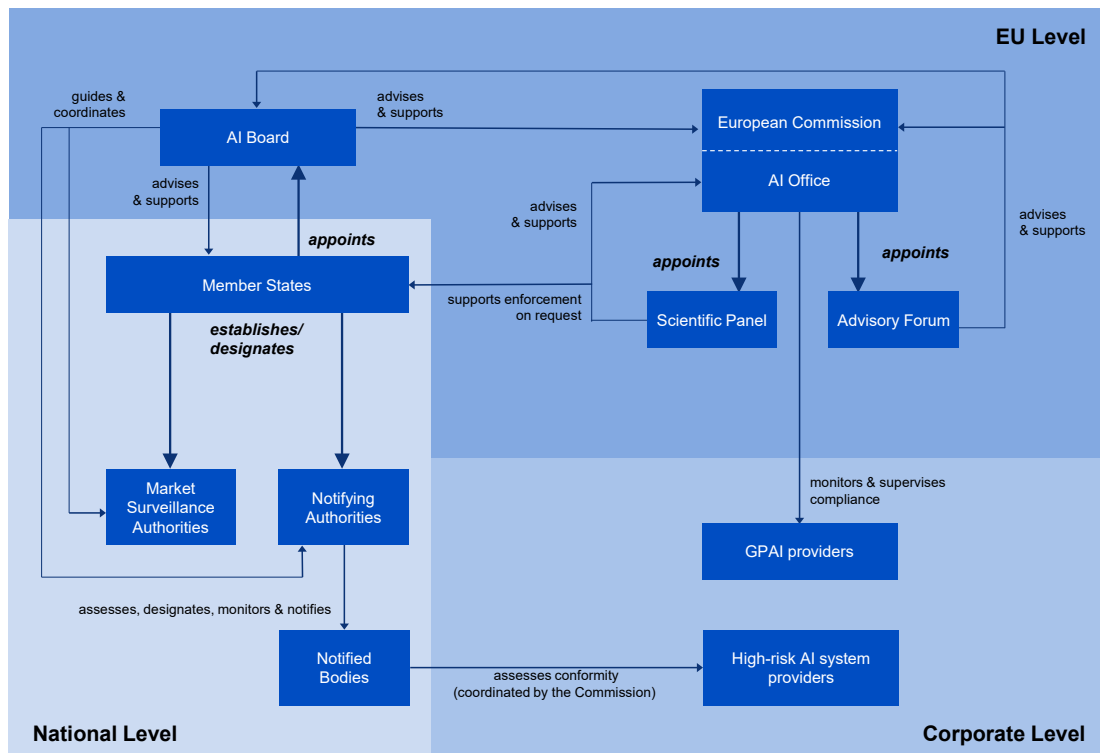 EU Level
guides &
coordinates
advises
& supports
AI Board
European Commission
AI Office
advises
& supports
advises
& supports
advises
& supports
appoints
appoints
appoints
Member States
supports enforcement
on request
Scientific Panel
Advisory Forum
establishes/
designates
Market
Surveillance
Authorities
Notifying
Authorities
monitors & supervises
compliance
GPAI providers
assesses, designates, monitors & notifies
Notified
Bodies
assesses conformity
(coordinated by the Commission)
High-risk AI system
providers
National Level
Corporate Level